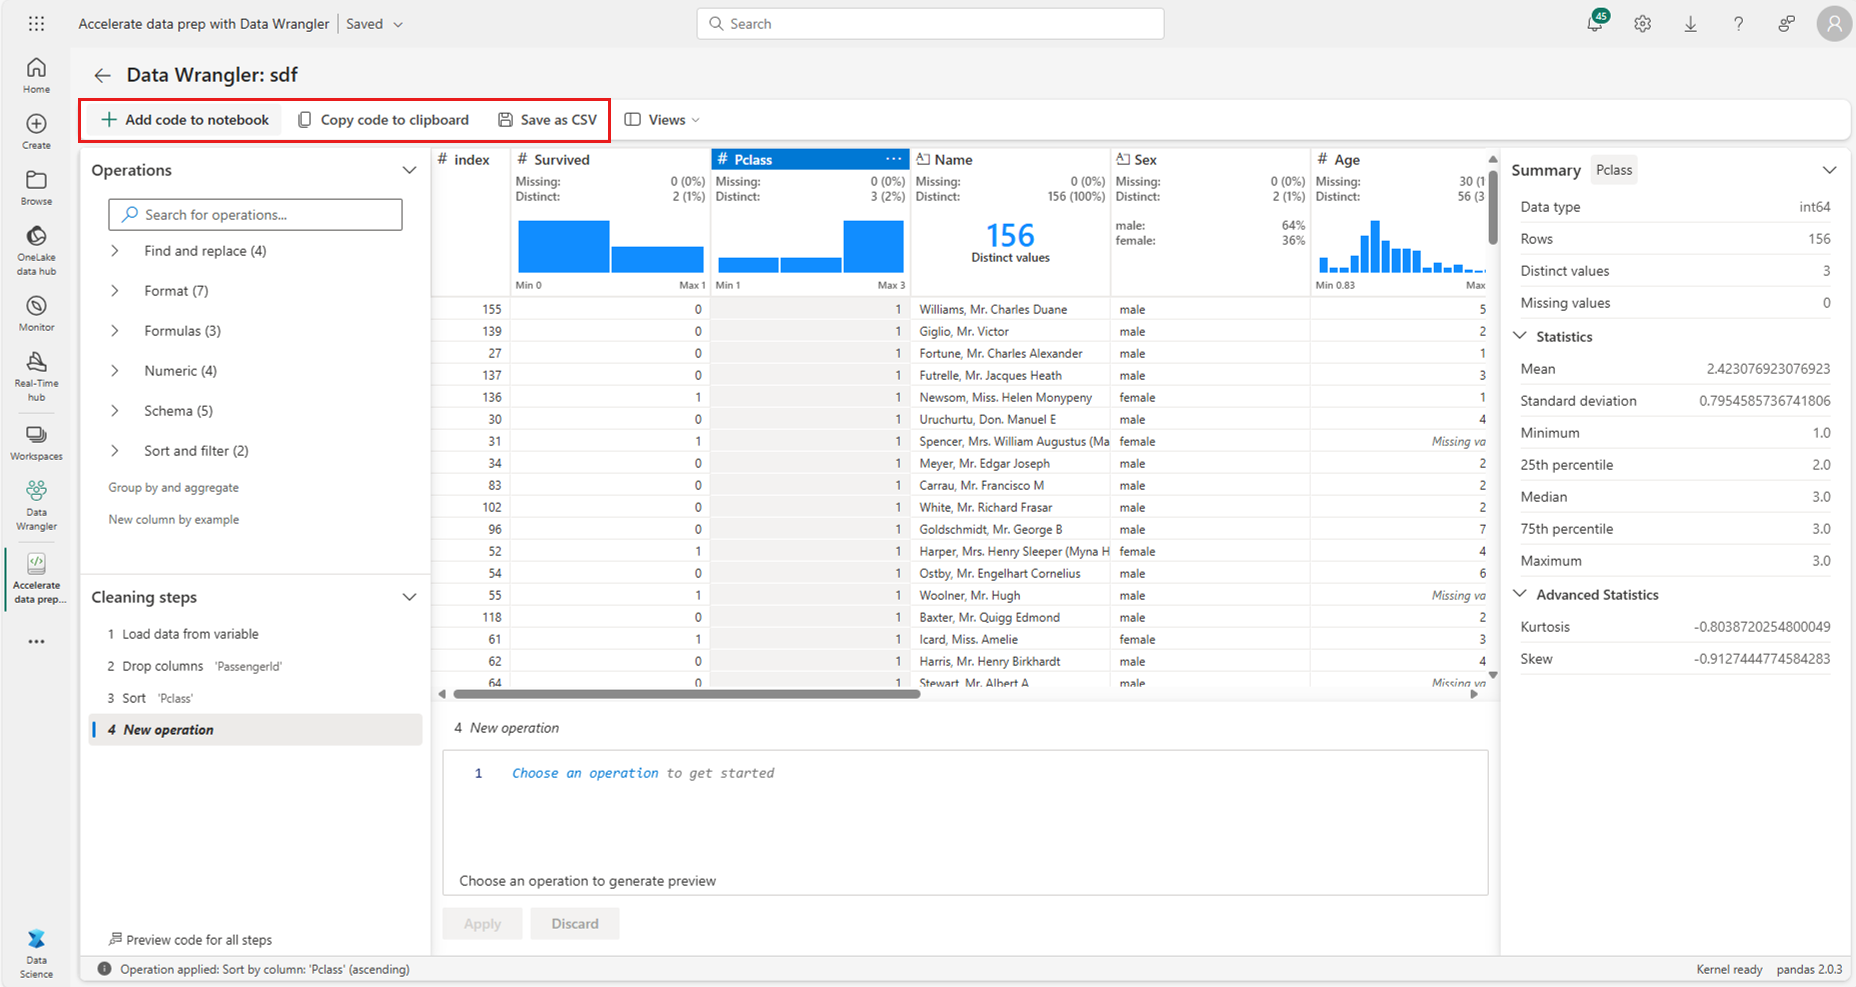 Accelerate data prep with Data Wrangler | Saved
Search
45
Home
Create
Browse
OneLake
data hub
Monitor
Real-Time
hub
Workspaces
Data
Wrangler
Accelerate
data prep...
Data
Science
Data Wrangler: sdf
Add code to notebook
Copy code to clipboard
Save as CSV
Views
Operations
Search for operations...
Find and replace (4)
Format (7)
Formulas (3)
Numeric (4)
Schema (5)
Sort and filter (2)
Group by and aggregate
New column by example
Cleaning steps
1 Load data from variable
2 Drop columns 'PassengerId'
3 Sort 'Pclass'
4 New operation
Preview code for all steps
# index # Survived # Pclass ... Name Sex # Age
Missing: 0 (0%) Missing: 0 (0%) Missing: 0 (0%) Missing: 0 (0%) Missing: 30 (1
Distinct: 2 (1%) Distinct: 3 (2%) Distinct: 156 (100%) Distinct: 2 (1%) Distinct: 56 (3
male: 64%
female: 36%
156
Distinct values
Min 0 Max 1 Min 1 Max 3 Min 0.83 Max
155 0 1 Williams, Mr. Charles Duane male 5
139 0 1 Giglio, Mr. Victor male 2
27 0 1 Fortune, Mr. Charles Alexander male 1
137 0 1 Futrelle, Mr. Jacques Heath male 3
136 1 1 Newsom, Miss. Helen Monypeny female 1
30 0 1 Uruchurtu, Don. Manuel E male 4
31 1 1 Spencer, Mrs. William Augustus (Ma female Missing va
34 0 1 Meyer, Mr. Edgar Joseph male 2
83 0 1 Carrau, Mr. Francisco M male 2
102 0 1 White, Mr. Richard Frasar male 2
96 0 1 Goldschmidt, Mr. George B male 7
52 1 1 Harper, Mrs. Henry Sleeper (Myna H female 4
54 0 1 Ostby, Mr. Engelhart Cornelius male 6
55 1 1 Woolner, Mr. Hugh male Missing va
118 0 1 Baxter, Mr. Quigg Edmond male 2
61 1 1 Icard, Miss. Amelie female 3
62 0 1 Harris, Mr. Henry Birkhardt male 4
64 0 1 Stewart, Mr. Albert A male Missing va
4 New operation
1 Choose an operation to get started
Choose an operation to generate preview
Apply
Discard
Summary Pclass
Data type int64
Rows 156
Distinct values 3
Missing values 0
Statistics
Mean 2.423076923076923
Standard deviation 0.7954585736741806
Minimum 1.0
25th percentile 2.0
Median 3.0
75th percentile 3.0
Maximum 3.0
Advanced Statistics
Kurtosis -0.8038720254800049
Skew -0.9127444774584283
Operation applied: Sort by column: 'Pclass' (ascending)
Kernel ready pandas 2.0.3